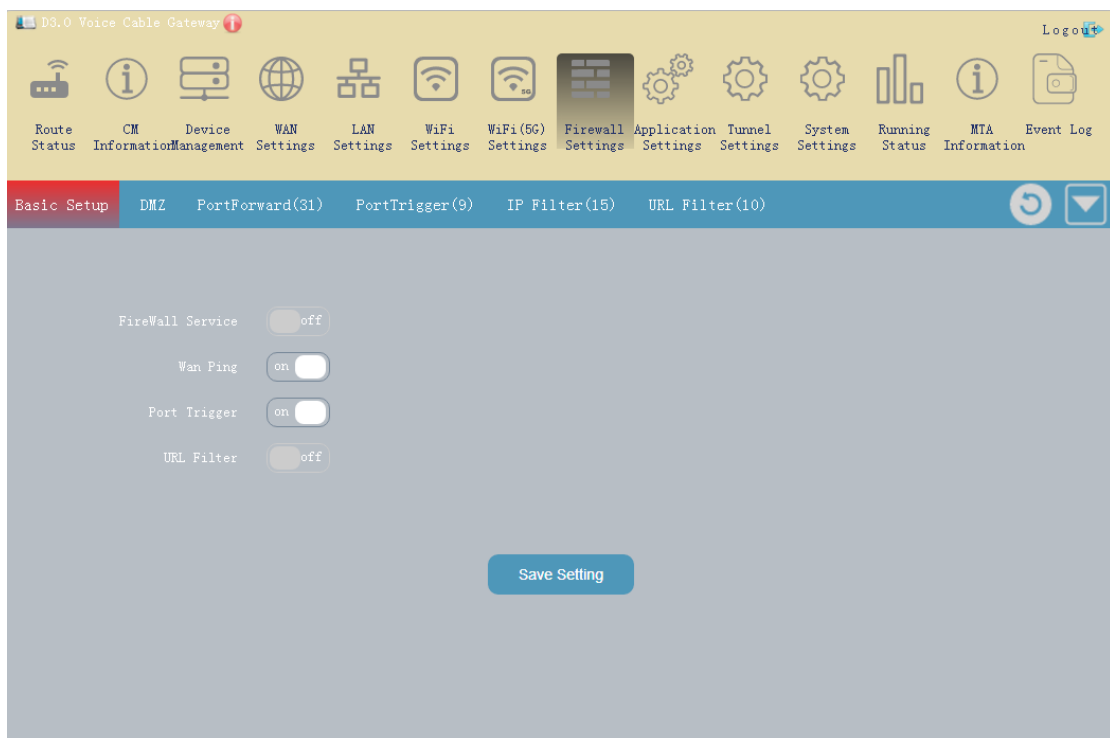 D3.0 Voice Cable Gateway
Logout
Route Status
CM Information
Device Management
WAN Settings
LAN Settings
WiFi Settings
WiFi(5G) Settings
5G
Firewall Settings
Application Settings
Tunnel Settings
System Settings
Running Status
MTA Information
Event Log
Basic Setup DMZ PortForward(31) PortTrigger(9) IP Filter(15) URL Filter(10)
FireWall Service off
Wan Ping on
Port Trigger on
URL Filter off
Save Setting